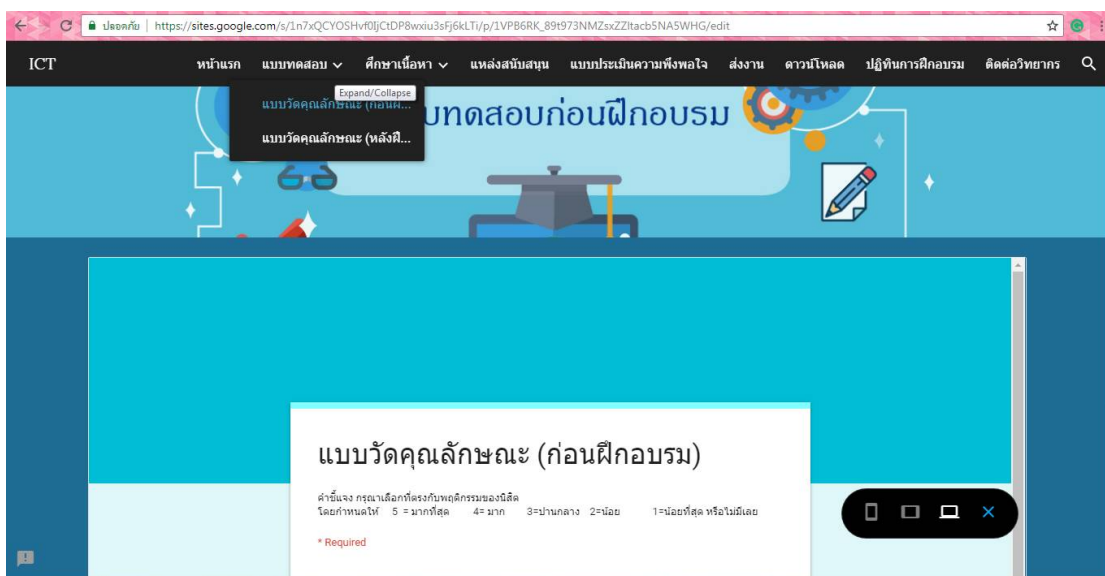 ปลอดภัย | https://sites.google.com/s/1n7xQCYOSHvf0ljCtDP8wxiu3sFj6kLTi/p/1VPB6RK_89t973NMZsxZZltacb5NA5WHG/edit
ICT หน้าแรก แบบทดสอบ ศึกษาเนื้อหา แหล่งสนับสนุน แบบประเมินความพึงพอใจ ส่งงาน ดาวน์โหลด ปฏิทินการฝึกอบรม ติดต่อวิทยากร
Expand/Collapse
แบบวัดคุณลักษณะ (ก่อนฝึ...
บทดสอบก่อนฝึกอบรม
แบบวัดคุณลักษณะ (หลังฝึ...
แบบวัดคุณลักษณะ (ก่อนฝึกอบรม)
คำชี้แจง กรุณาเลือกที่ตรงกับพฤติกรรมของนิสิต
โดยกำหนดให้ 5 = มากที่สุด 4= มาก 3=ปานกลาง 2=น้อย 1=น้อยที่สุด หรือไม่มีเลย
* Required